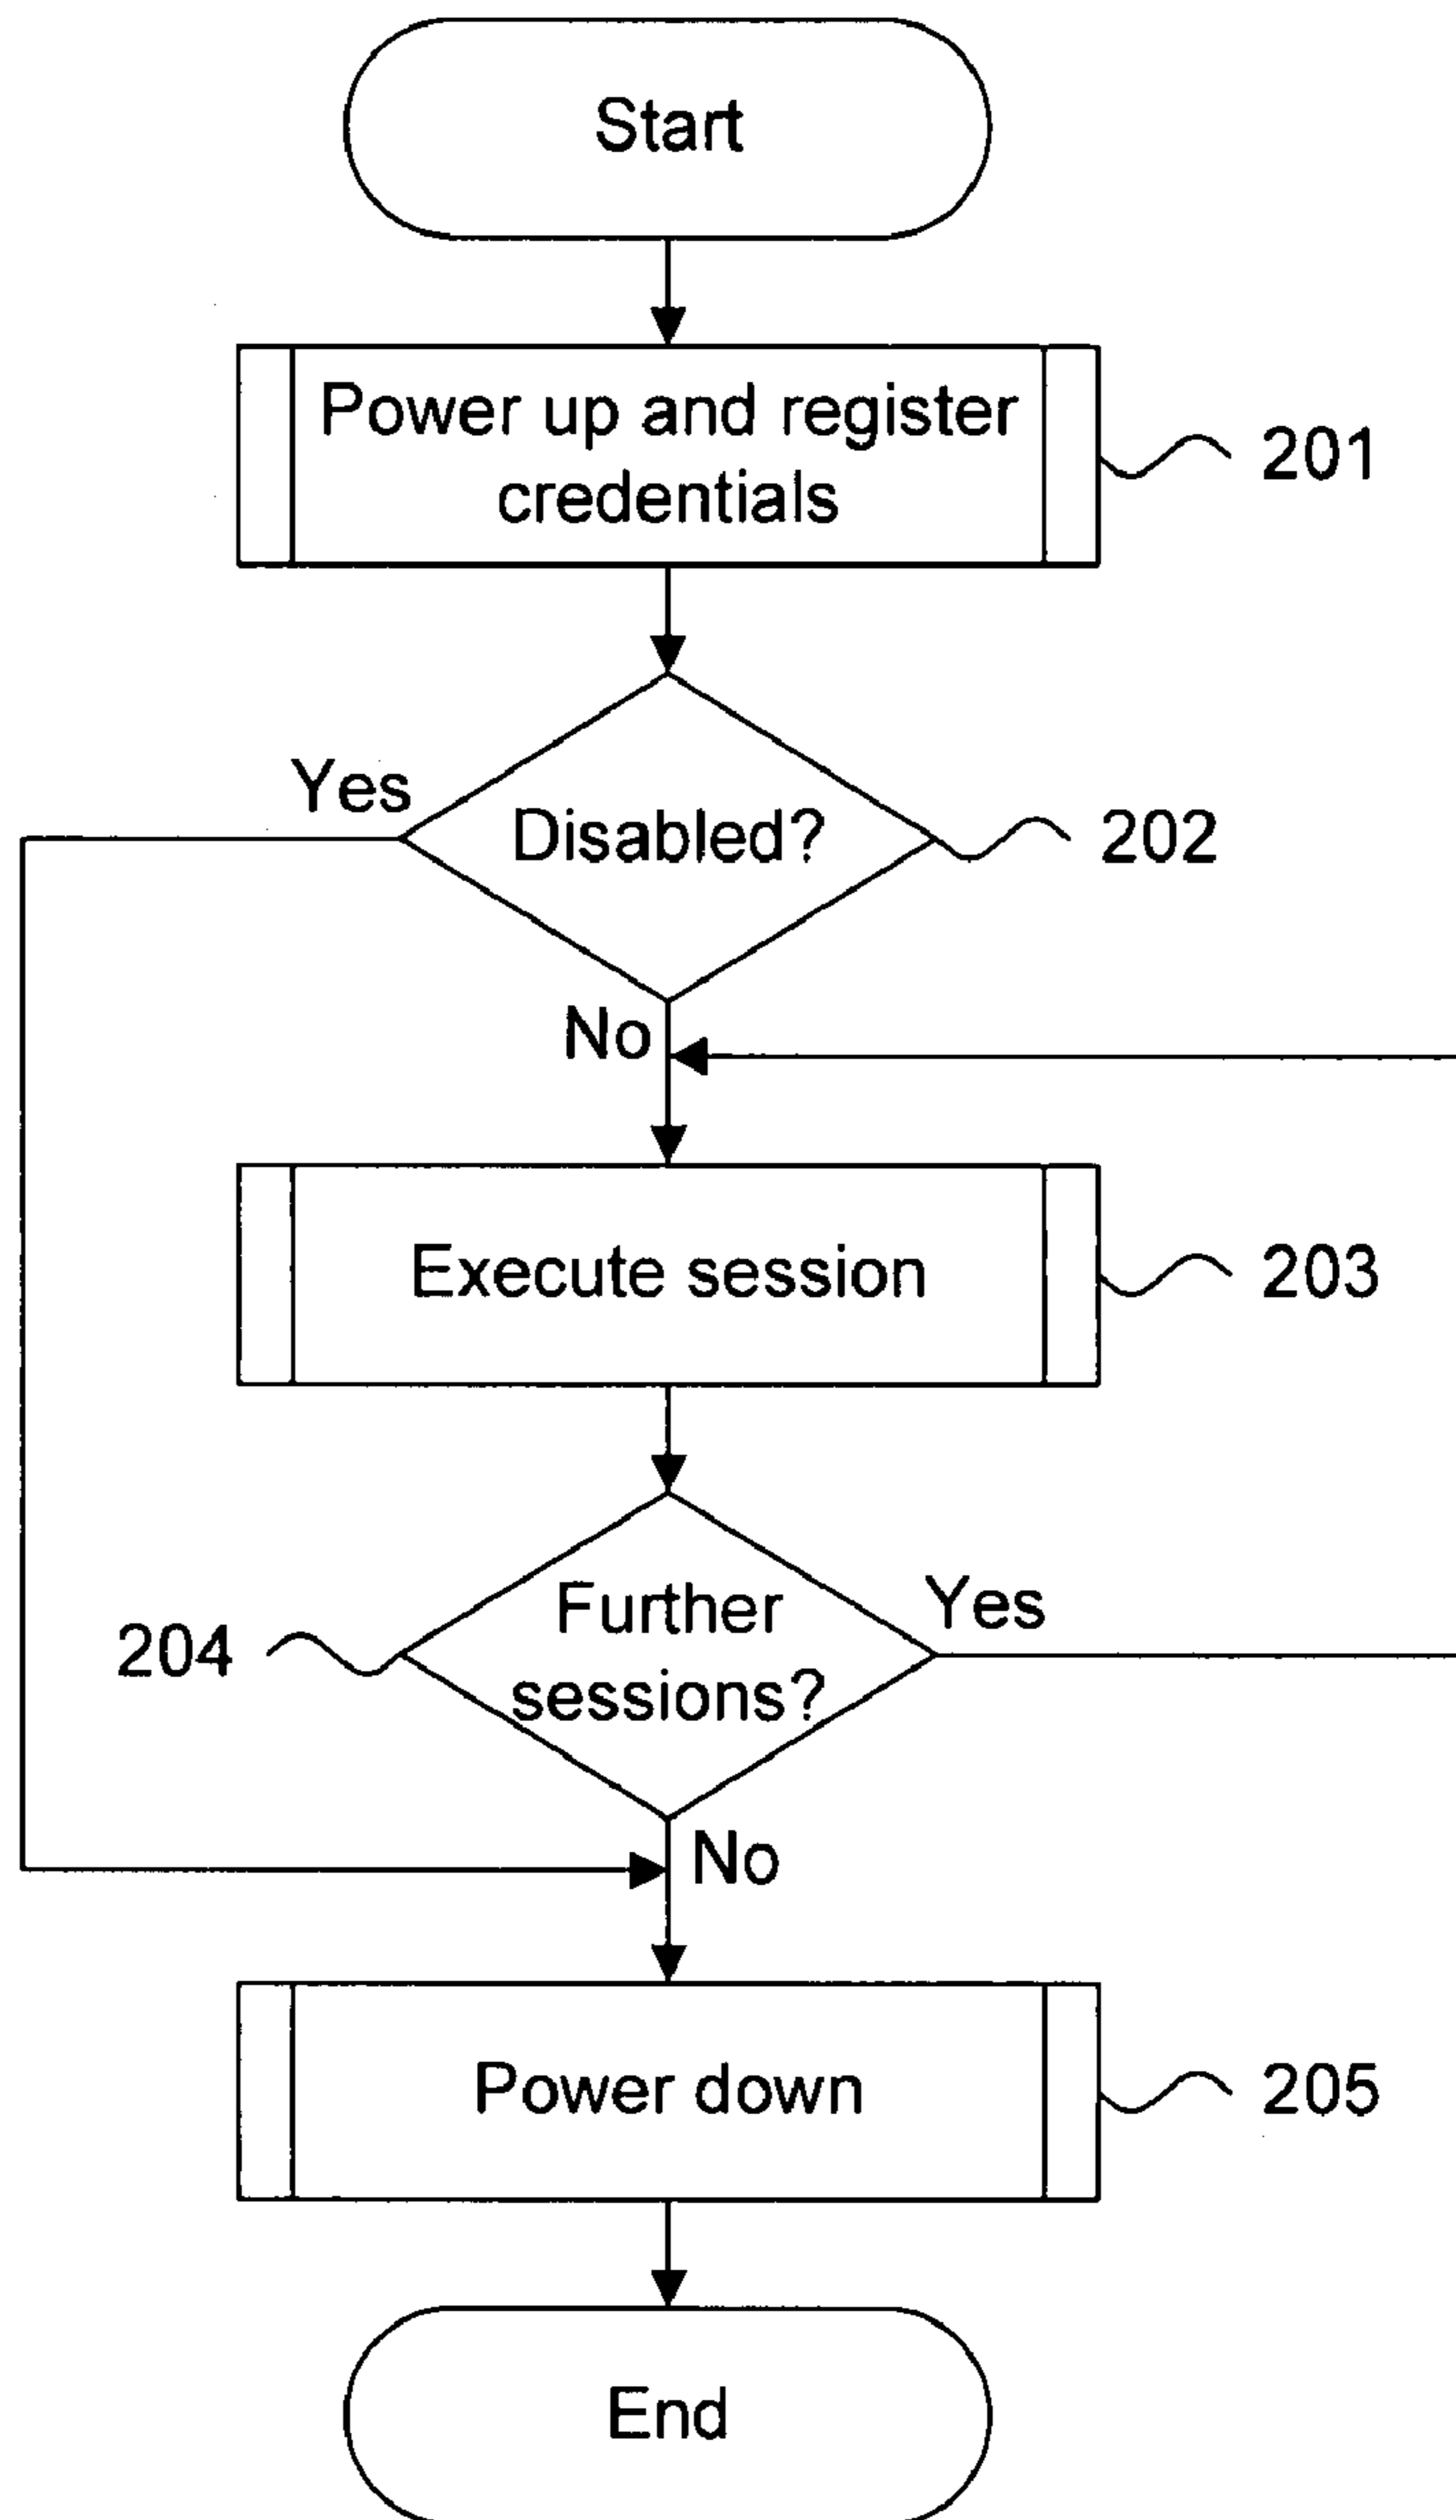 Start
Power up and register
credentials
201
Yes
Disabled?
202
No
Execute session
203
Further
sessions?
Yes
204
No
Power down
205
End